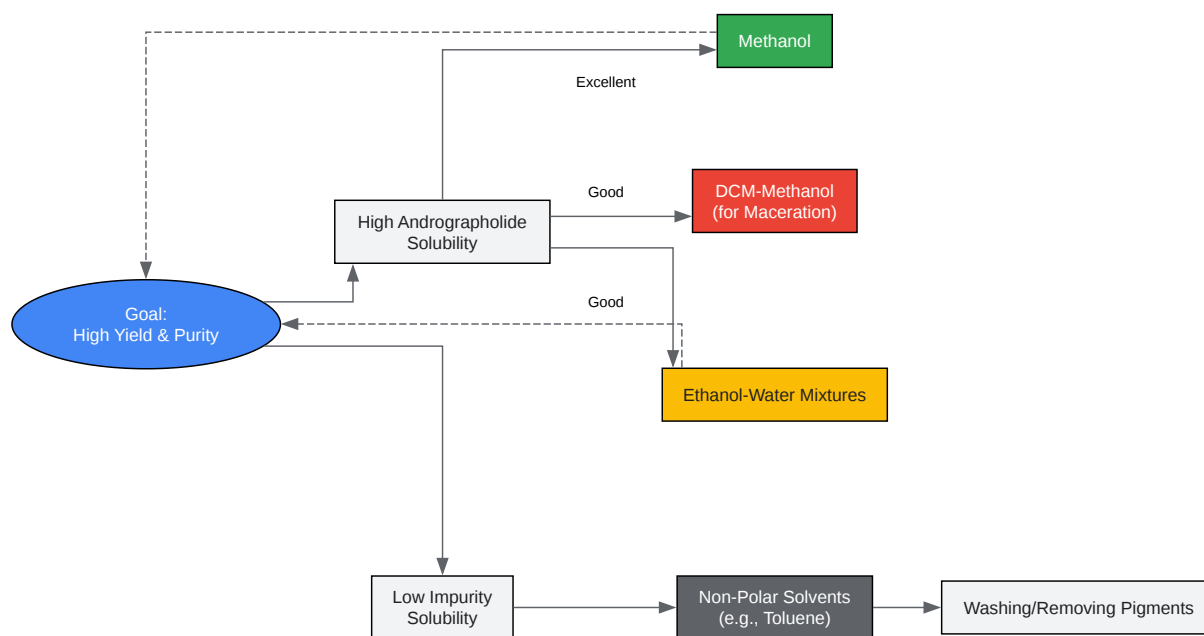 Methanol
Excellent
Good
DCM-Methanol
(for Maceration)
High Andrographolide
Solubility
Good
Goal:
High Yield & Purity
Ethanol-Water Mixtures
Low Impurity
Solubility
Non-Polar Solvents
(e.g., Toluene)
Washing/Removing Pigments